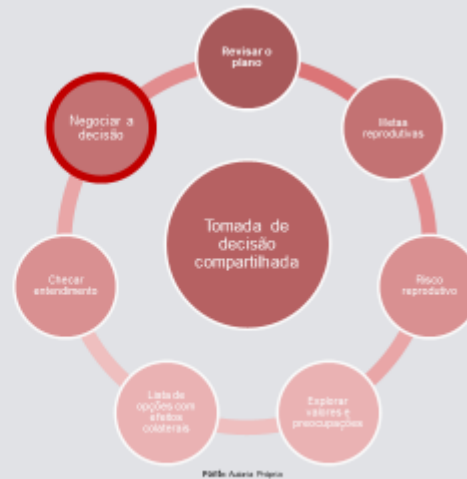 Revisar o
plano
Metas
reprodutivas
Risco
reprodutivo
Explorar
valores e
preocupações
Lista de
opções com
efeitos
colaterais
Checar
entendimento
Negociar a
decisão
Tomada de
decisão
compartilhada
Fonte: